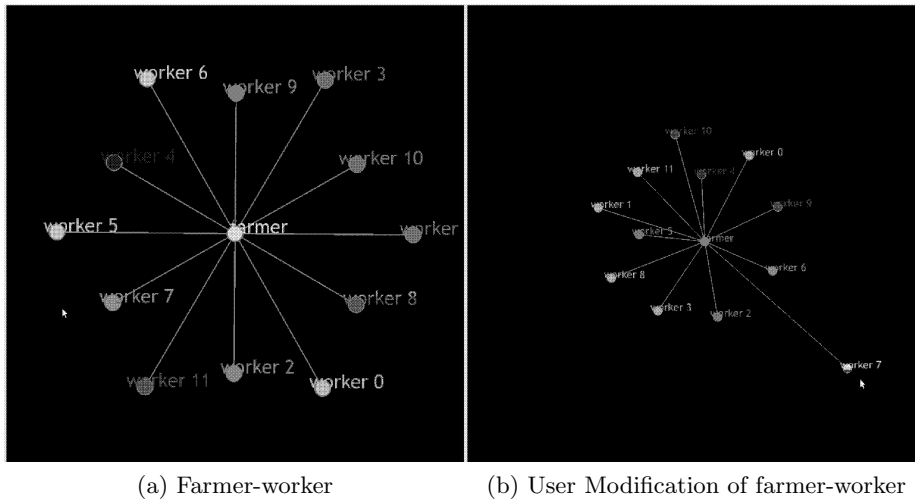 worker 6
worker 9
worker 3
worker 4
worker 10
worker 5
farmer
worker
worker 7
worker 8
worker 11
worker 2
worker 0
worker 10
worker 0
worker 11
worker 4
worker 1
worker 9
worker 5
farmer
worker 8
worker 6
worker 3
worker 2
worker 7
(a) Farmer-worker
(b) User Modification of farmer-worker